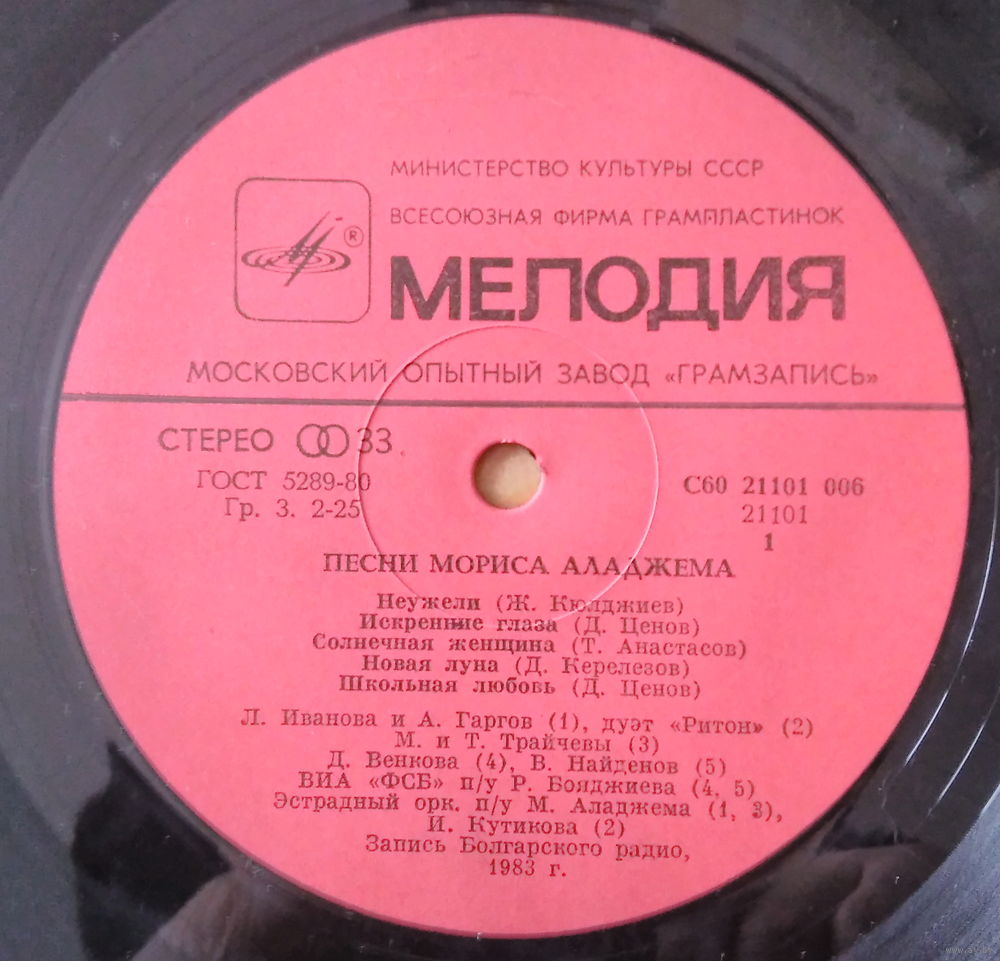 МИНИСТЕРСТВО КУЛЬТУРЫ СССР
ВСЕСОЮЗНАЯ ФИРМА ГРАМПЛАСТИНОК
®
МЕЛОДИЯ
МОСКОВСКИЙ ОПЫТНЫЙ ЗАВОД «ГРАМЗАПИСЬ»
СТЕРЕО 33
ГОСТ 5289-80
Гр. 3. 2-25
С60 21101 006
21101
1
ПЕСНИ МОРИСА АЛАДЖЕМА
Неужели (Ж. Кюлджиев)
Искренние глаза (Д. Ценов)
Солнечная женщина (Т. Анастасов)
Новая луна (Д. Керелезов)
Школьная любовь (Д. Ценов)
Л. Иванова и А. Гаргов (1), дуэт «Ритон» (2)
М. и Т. Трайчевы (3)
Д. Венкова (4), В. Найденов (5)
ВИА «ФСБ» п/у Р. Бояджиева (4, 5)
Эстрадный орк. п/у М. Аладжема (1, 3),
И. Кутикова (2)
Запись Болгарского радио,
1983 г.